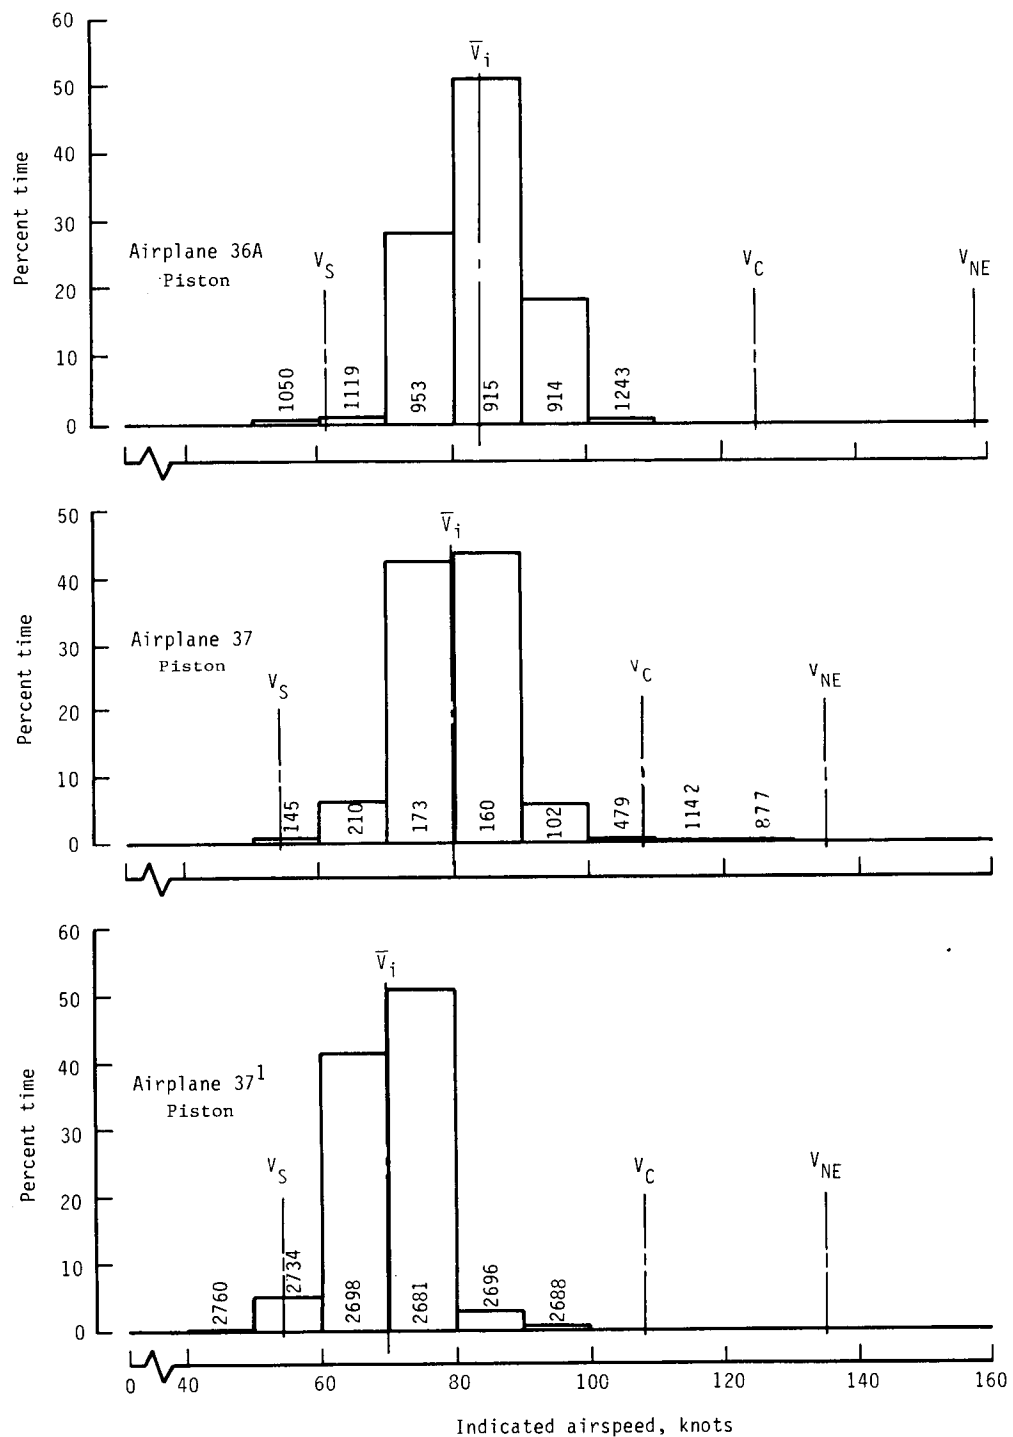 60
50
40
30
20
10
0
Percent time
Airplane 36A
Piston
V̅i
VS
VC
VNE
1050
1119
953
915
914
1243
50
40
30
20
10
0
Percent time
Airplane 37
Piston
V̅i
VS
VC
VNE
145
210
173
160
102
479
1142
877
60
50
40
30
20
10
0
Percent time
Airplane 37¹
Piston
V̅i
VS
VC
VNE
2760
2734
2698
2681
2696
2688
0 40 60 80 100 120 140 160
Indicated airspeed, knots